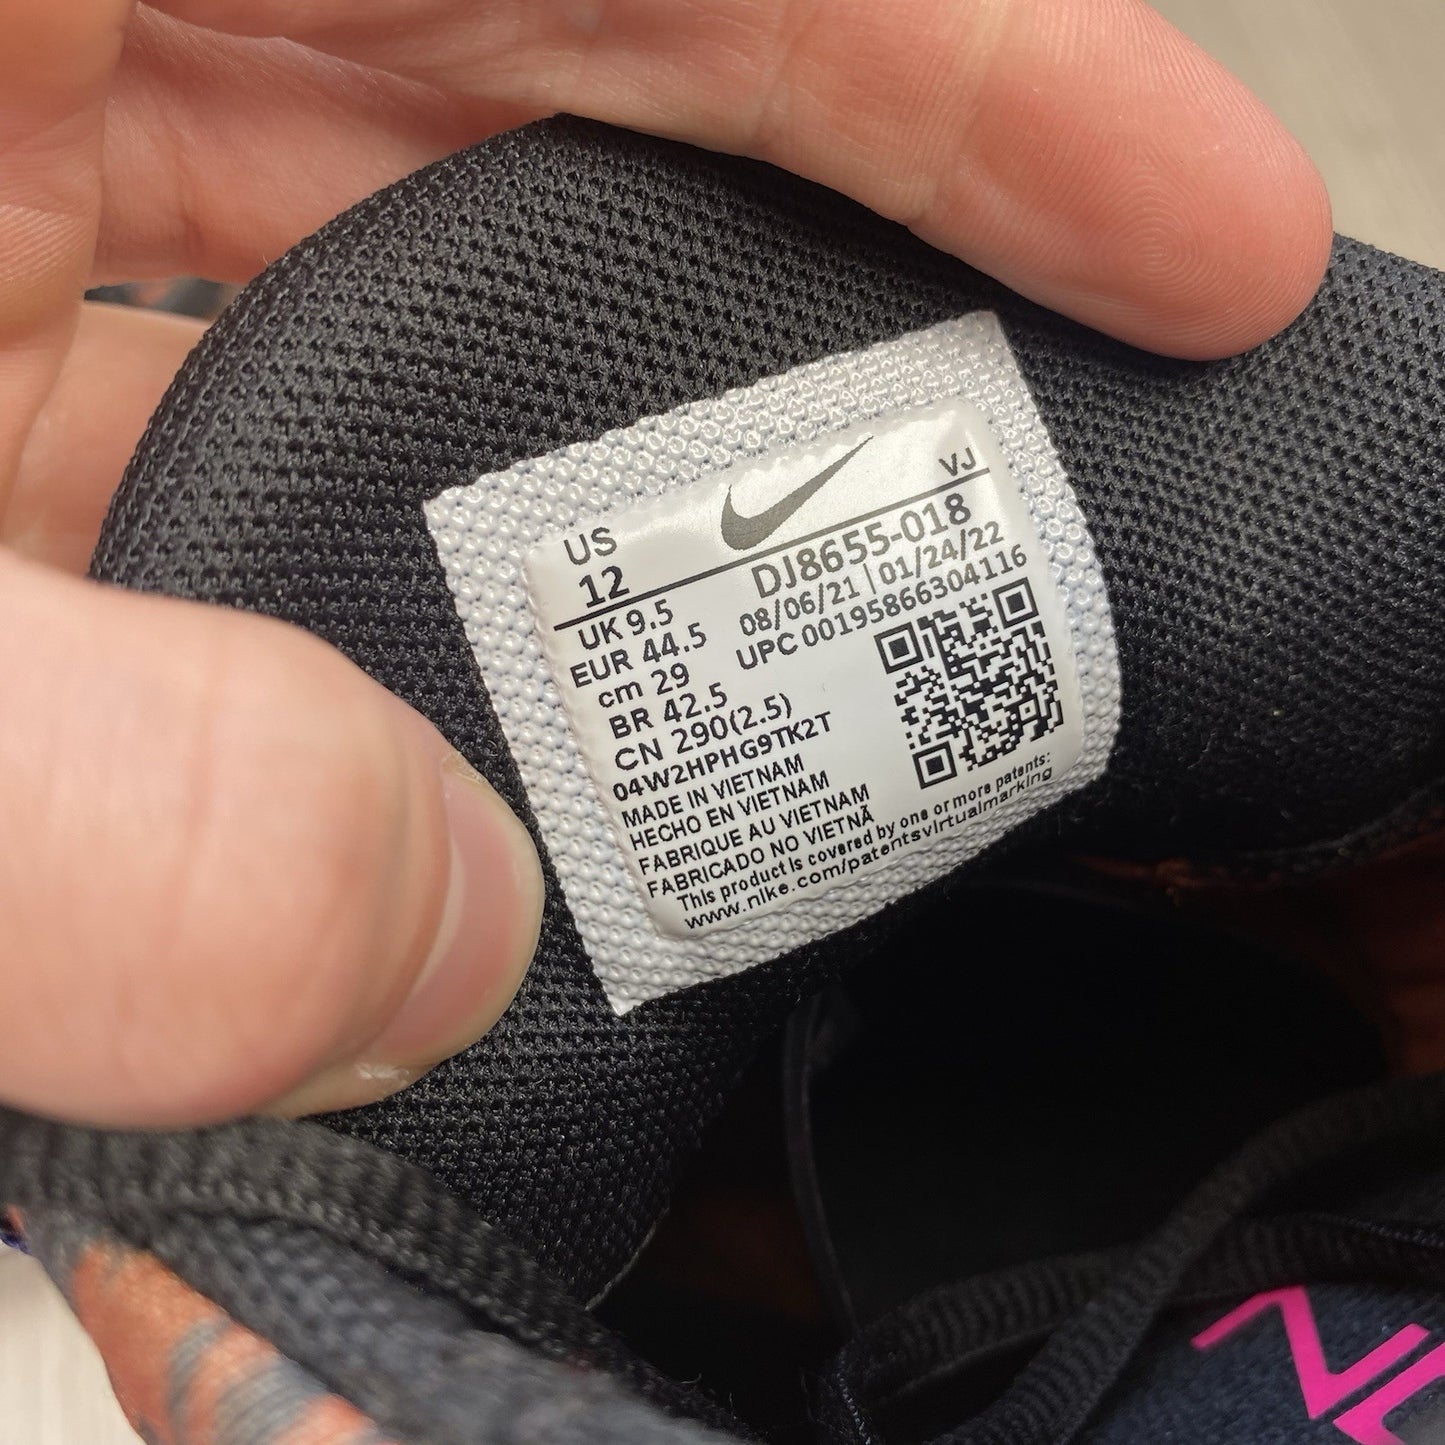 US
12
VJ
DJ8655-018
08/06/21 | 01/24/22
UPC 00195866304116
UK 9.5
EUR 44.5
cm 29
BR 42.5
CN 290(2.5)
04W2HPHG9TK2T
MADE IN VIETNAM
HECHO EN VIETNAM
FABRIQUE AU VIETNAM
FABRICADO NO VIETNÃ
This product is covered by one or more patents:
www.nike.com/patentsvirtualmarking